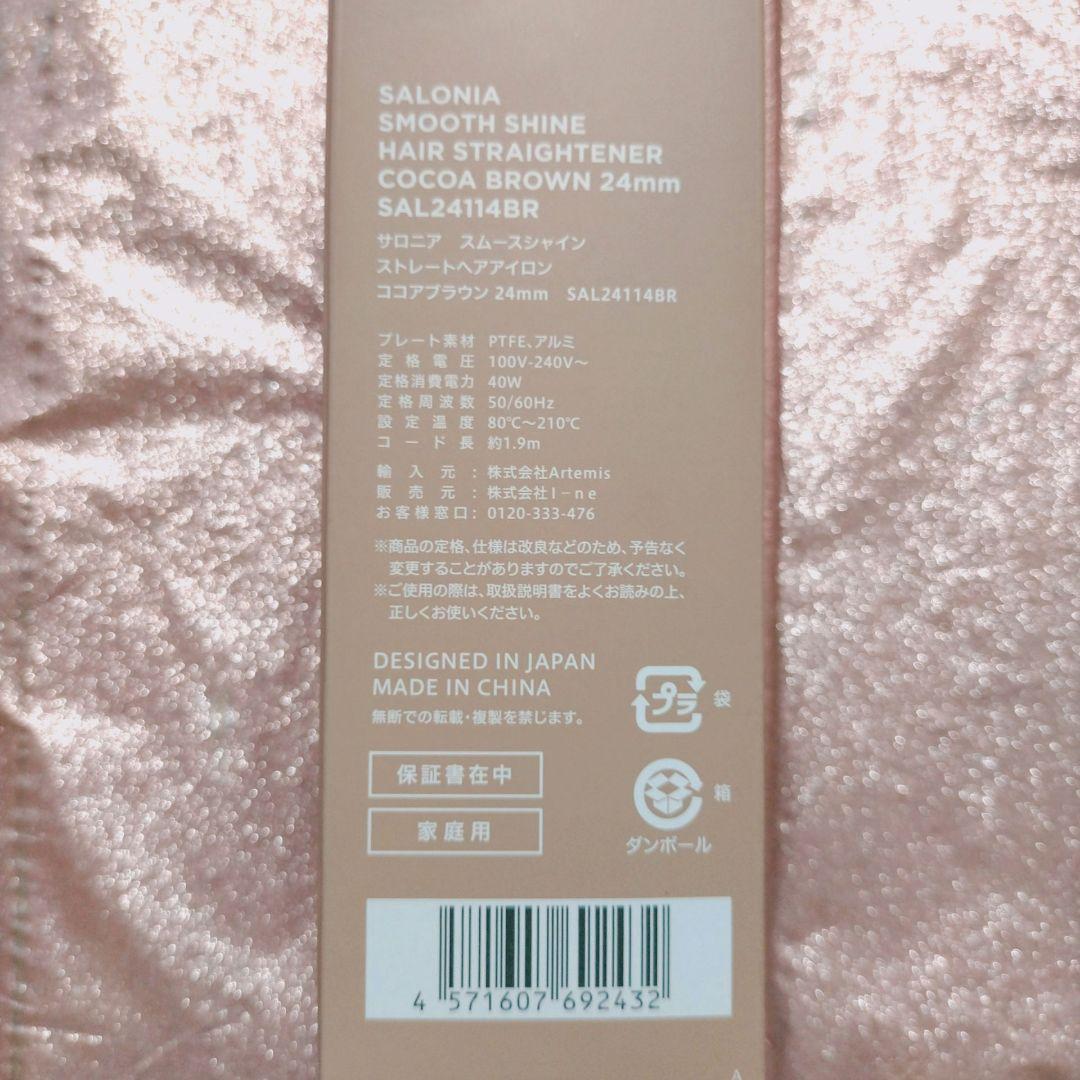 SALONIA
SMOOTH SHINE
HAIR STRAIGHTENER
COCOA BROWN 24mm
SAL24114BR
サロニア スムースシャイン
ストレートヘアアイロン
ココアブラウン 24mm SAL24114BR
プレート素材 PTFE、アルミ
定格電圧 100V-240V～
定格消費電力 40W
定格周波数 50/60Hz
設定温度 80℃～210℃
コード長 約1.9m
輸入元：株式会社Artemis
販売元：株式会社I－ne
お客様窓口：0120-333-476
※商品の定格、仕様は改良などのため、予告なく
変更することがありますのでご了承ください。
※ご使用の際は、取扱説明書をよくお読みの上、
正しくお使いください。
DESIGNED IN JAPAN
MADE IN CHINA
無断での転載・複製を禁じます。
プラ 袋
保証書在中
箱
ダンボール
家庭用
4 571607 692432
A